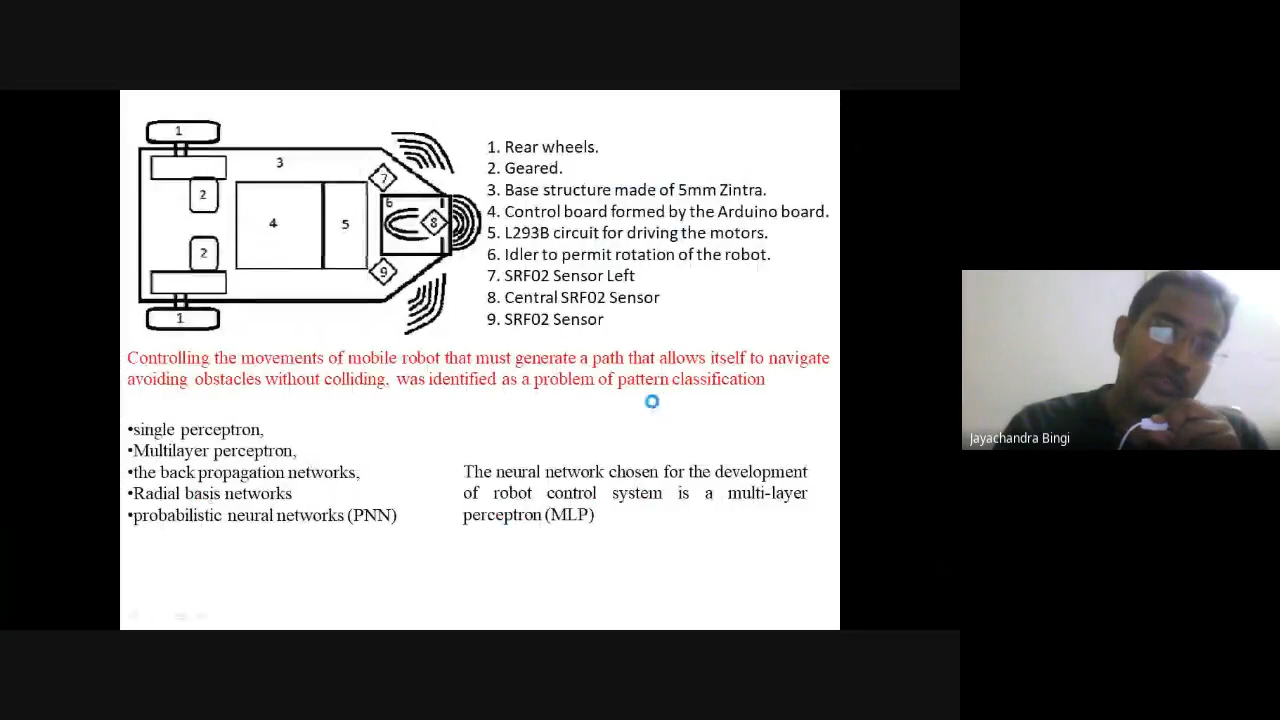 1
2
3
4
5
6
7
8
9
2
1
1. Rear wheels.
2. Geared.
3. Base structure made of 5mm Zintra.
4. Control board formed by the Arduino board.
5. L293B circuit for driving the motors.
6. Idler to permit rotation of the robot.
7. SRF02 Sensor Left
8. Central SRF02 Sensor
9. SRF02 Sensor
Controlling the movements of mobile robot that must generate a path that allows itself to navigate
avoiding obstacles without colliding, was identified as a problem of pattern classification
•single perceptron,
•Multilayer perceptron,
•the back propagation networks,
•Radial basis networks
•probabilistic neural networks (PNN)
The neural network chosen for the development
of robot control system is a multi-layer
perceptron (MLP)
Jayachandra Bingi